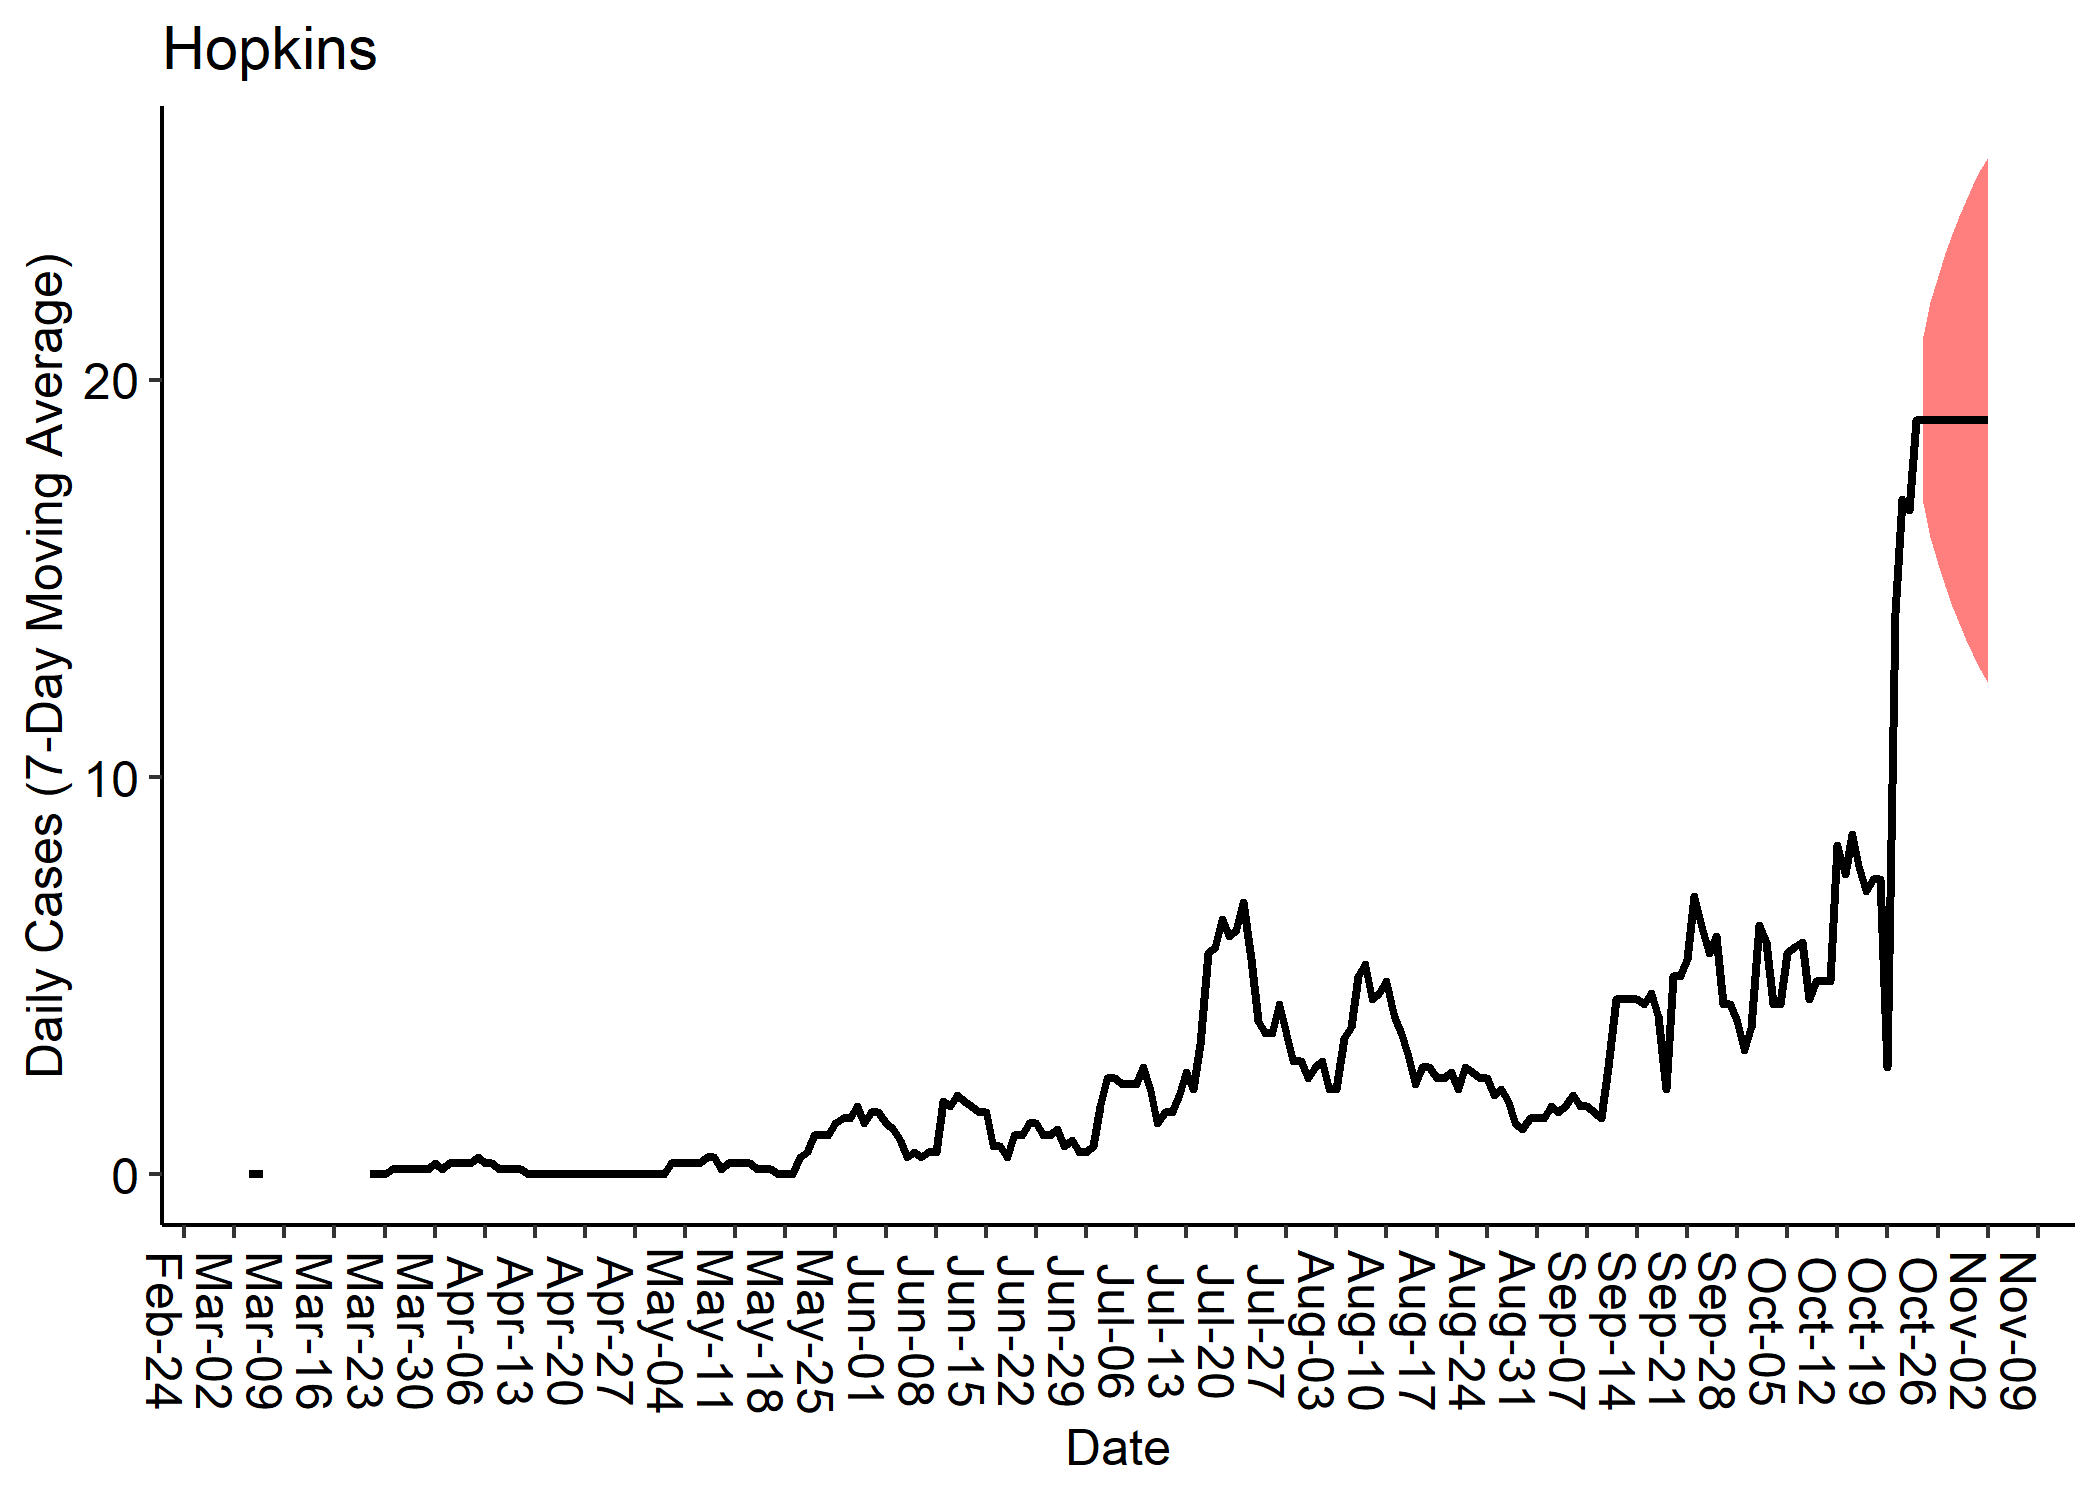 Hopkins
Daily Cases (7-Day Moving Average)
20
10
0
Feb-24
Mar-02
Mar-09
Mar-16
Mar-23
Mar-30
Apr-06
Apr-13
Apr-20
Apr-27
May-04
May-11
May-18
May-25
Jun-01
Jun-08
Jun-15
Jun-22
Jun-29
Jul-06
Jul-13
Jul-20
Jul-27
Aug-03
Aug-10
Aug-17
Aug-24
Aug-31
Sep-07
Sep-14
Sep-21
Sep-28
Oct-05
Oct-12
Oct-19
Oct-26
Nov-02
Nov-09
Date